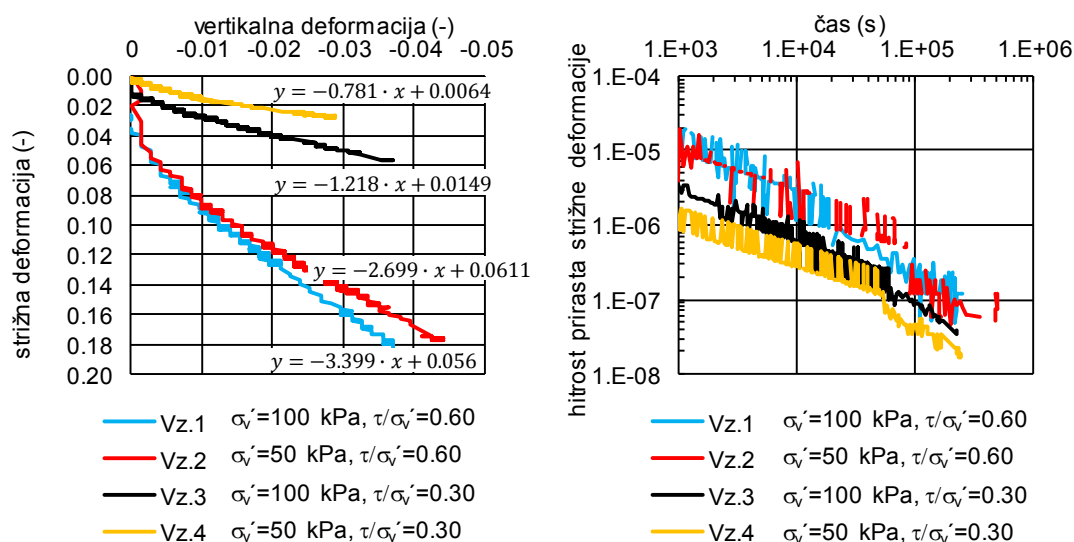 vertikalna deformacija (-)
0 -0.01 -0.02 -0.03 -0.04 -0.05
strižna deformacija (-)
0.00
0.02
0.04
0.06
0.08
0.10
0.12
0.14
0.16
0.18
0.20
y = −0.781 · x + 0.0064
y = −1.218 · x + 0.0149
y = −2.699 · x + 0.0611
y = −3.399 · x + 0.056
Vz.1 σv´=100 kPa, τ/σv´=0.60
Vz.2 σv´=50 kPa, τ/σv´=0.60
Vz.3 σv´=100 kPa, τ/σv´=0.30
Vz.4 σv´=50 kPa, τ/σv´=0.30
čas (s)
1.E+03 1.E+04 1.E+05 1.E+06
hitrost prirasta strižne deformacije
1.E-04
1.E-05
1.E-06
1.E-07
1.E-08
Vz.1 σv´=100 kPa, τ/σv´=0.60
Vz.2 σv´=50 kPa, τ/σv´=0.60
Vz.3 σv´=100 kPa, τ/σv´=0.30
Vz.4 σv´=50 kPa, τ/σv´=0.30